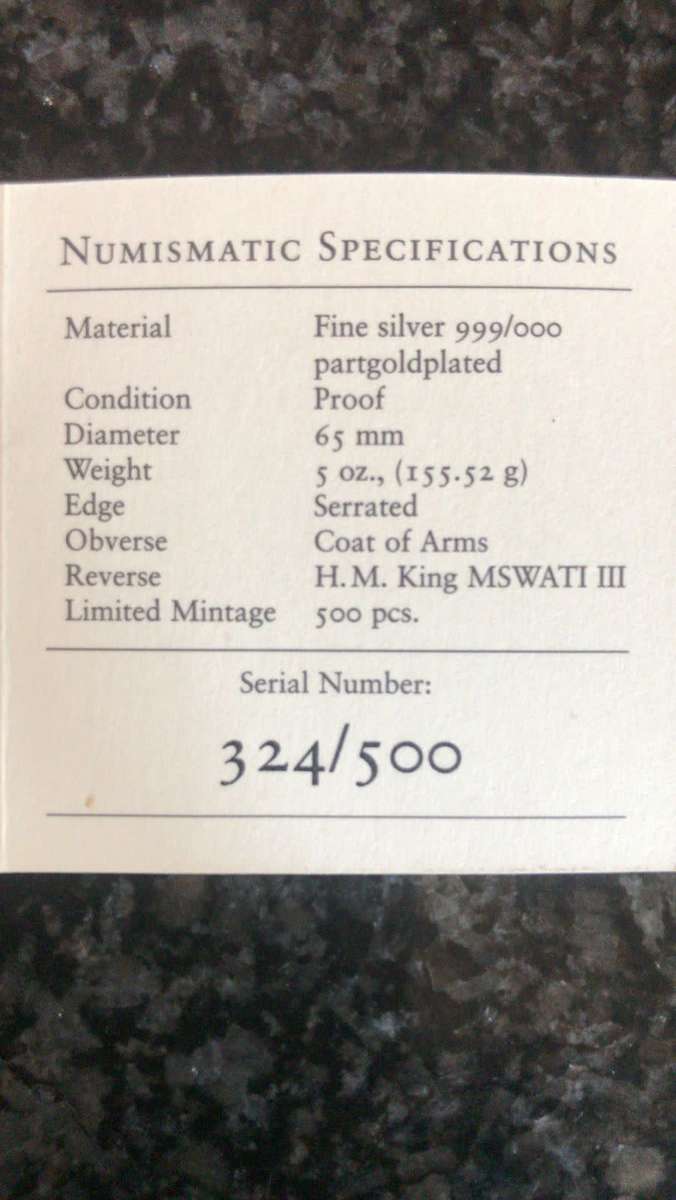 NUMISMATIC SPECIFICATIONS
Material Fine silver 999/000
partgoldplated
Condition Proof
Diameter 65 mm
Weight 5 oz., (155.52 g)
Edge Serrated
Obverse Coat of Arms
Reverse H.M. King MSWATI III
Limited Mintage 500 pcs.
Serial Number:
324/500